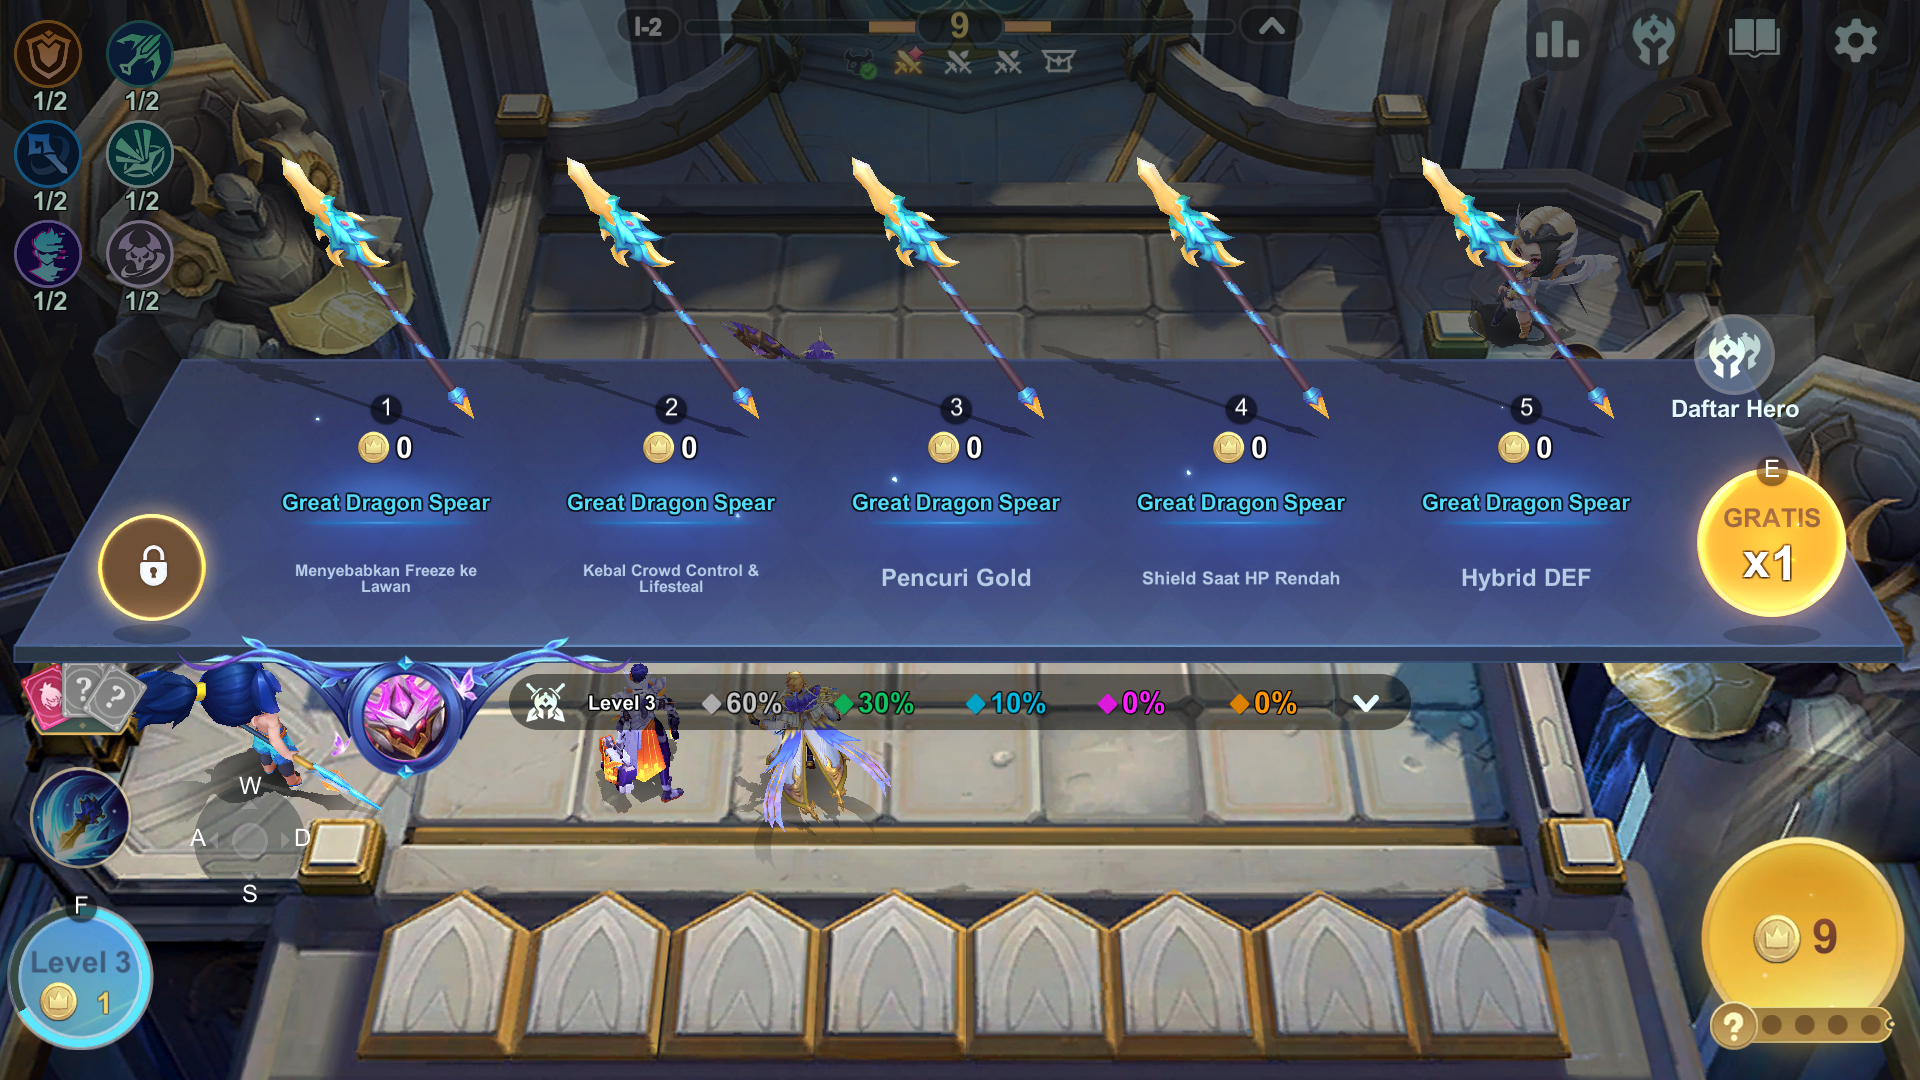 I-2
9
1/2
1/2
1/2
1/2
1/2
1/2
Daftar Hero
1
2
3
4
5
0
0
0
0
0
Great Dragon Spear
Great Dragon Spear
Great Dragon Spear
Great Dragon Spear
Great Dragon Spear
Menyebabkan Freeze ke
Lawan
Kebal Crowd Control &
Lifesteal
Pencuri Gold
Shield Saat HP Rendah
Hybrid DEF
E
GRATIS
x1
? ?
Level 3
60%
30%
10%
0%
0%
W
A
D
S
F
Level 3
1
9
?